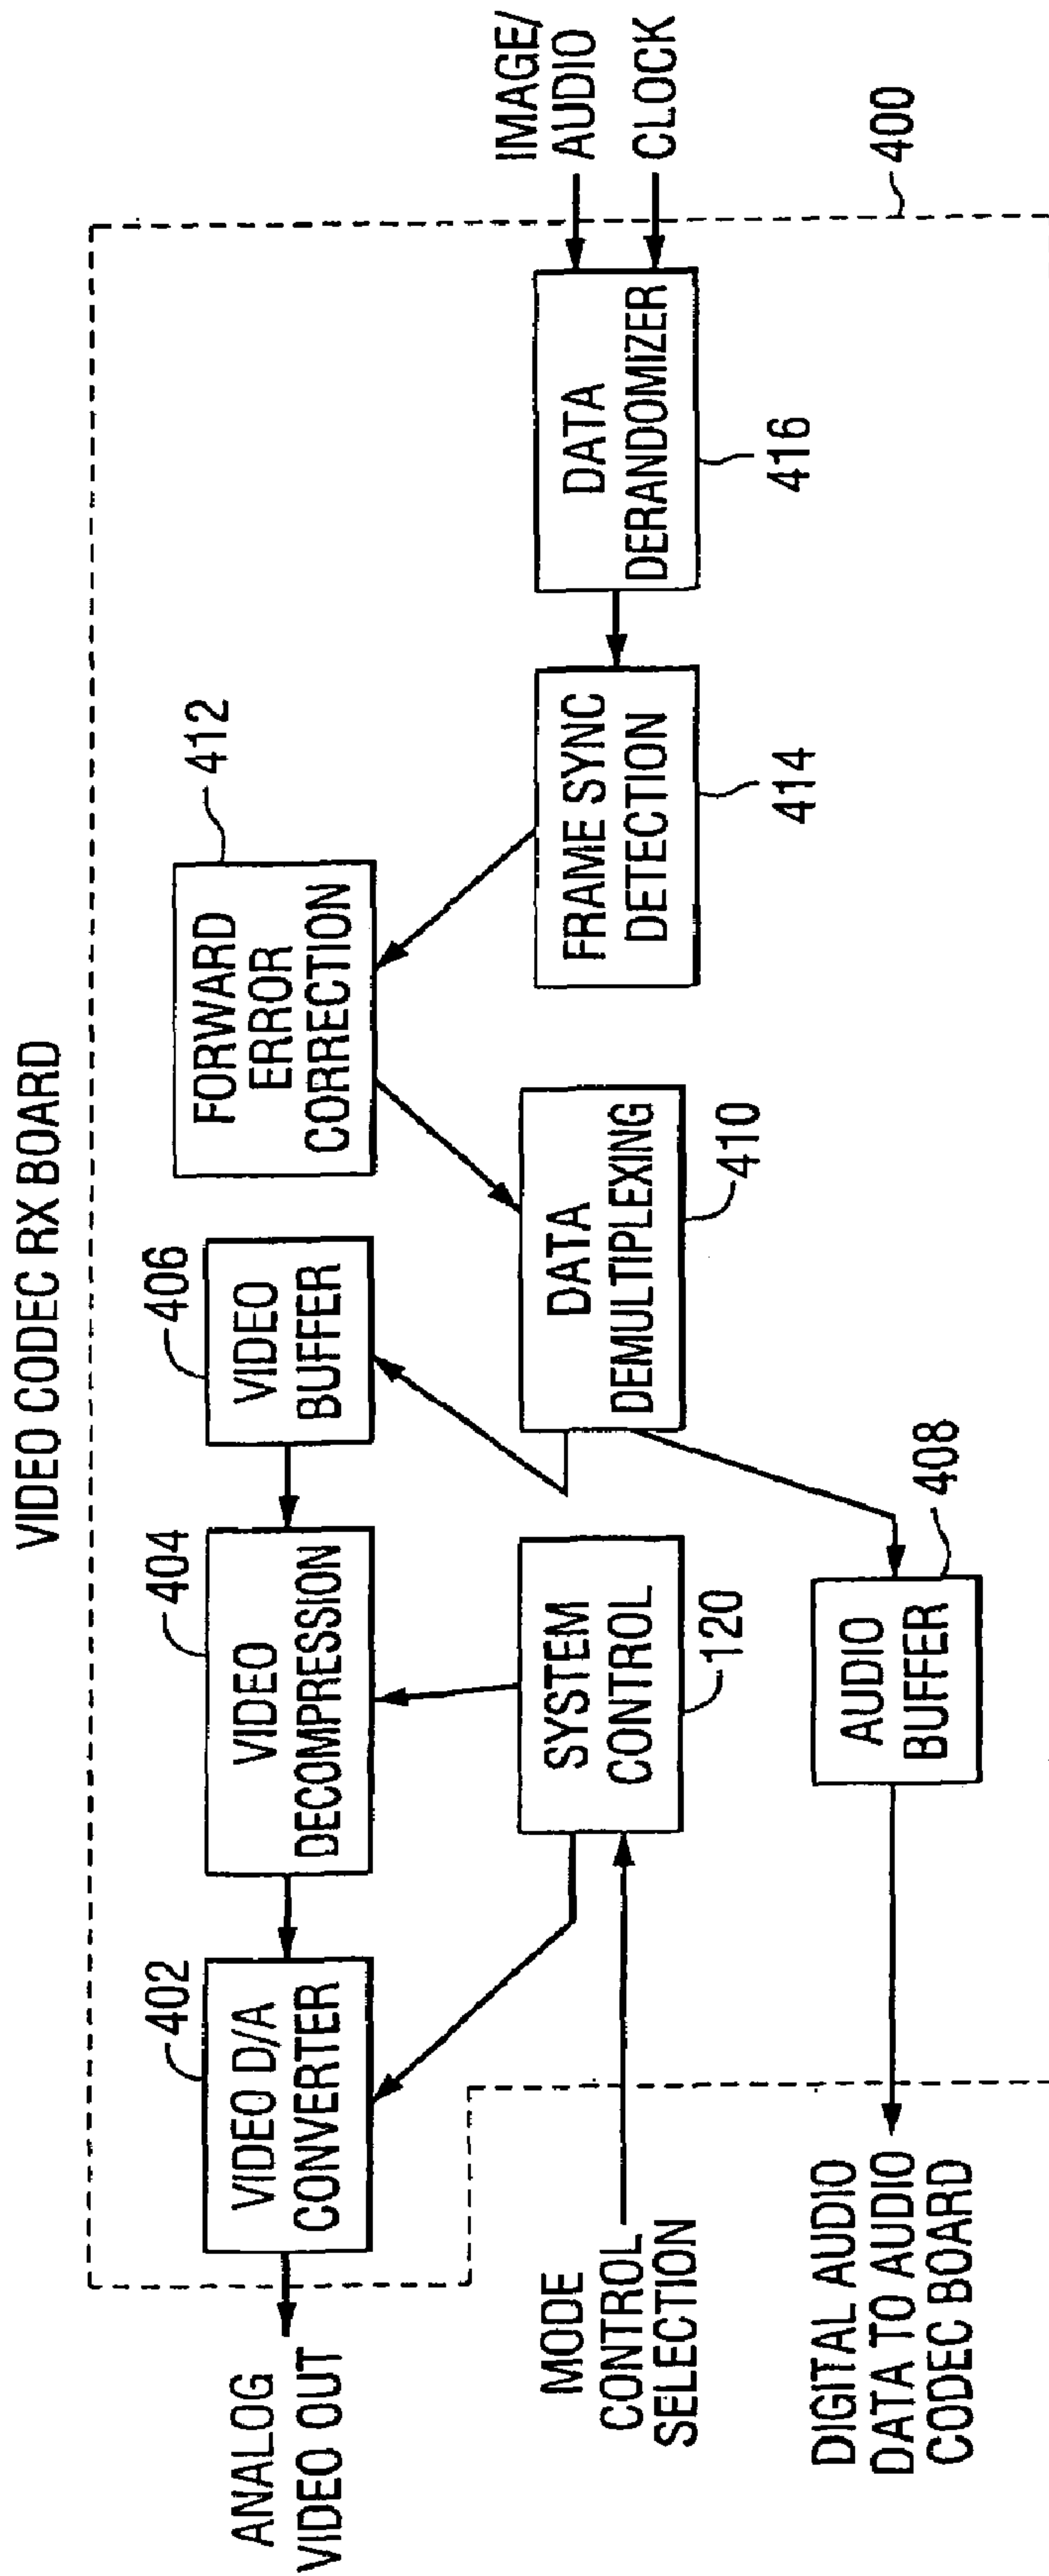 VIDEO CODEC RX BOARD
ANALOG
VIDEO OUT
402
VIDEO D/A
CONVERTER
404
VIDEO
DECOMPRESSION
406
VIDEO
BUFFER
412
FORWARD
ERROR
CORRECTION
MODE
CONTROL
SELECTION
SYSTEM
CONTROL
120
DATA
DEMULTIPLEXING
410
FRAME SYNC
DETECTION
414
DATA
DERANDOMIZER
416
IMAGE/
AUDIO
CLOCK
400
DIGITAL AUDIO
DATA TO AUDIO
CODEC BOARD
AUDIO
BUFFER
408